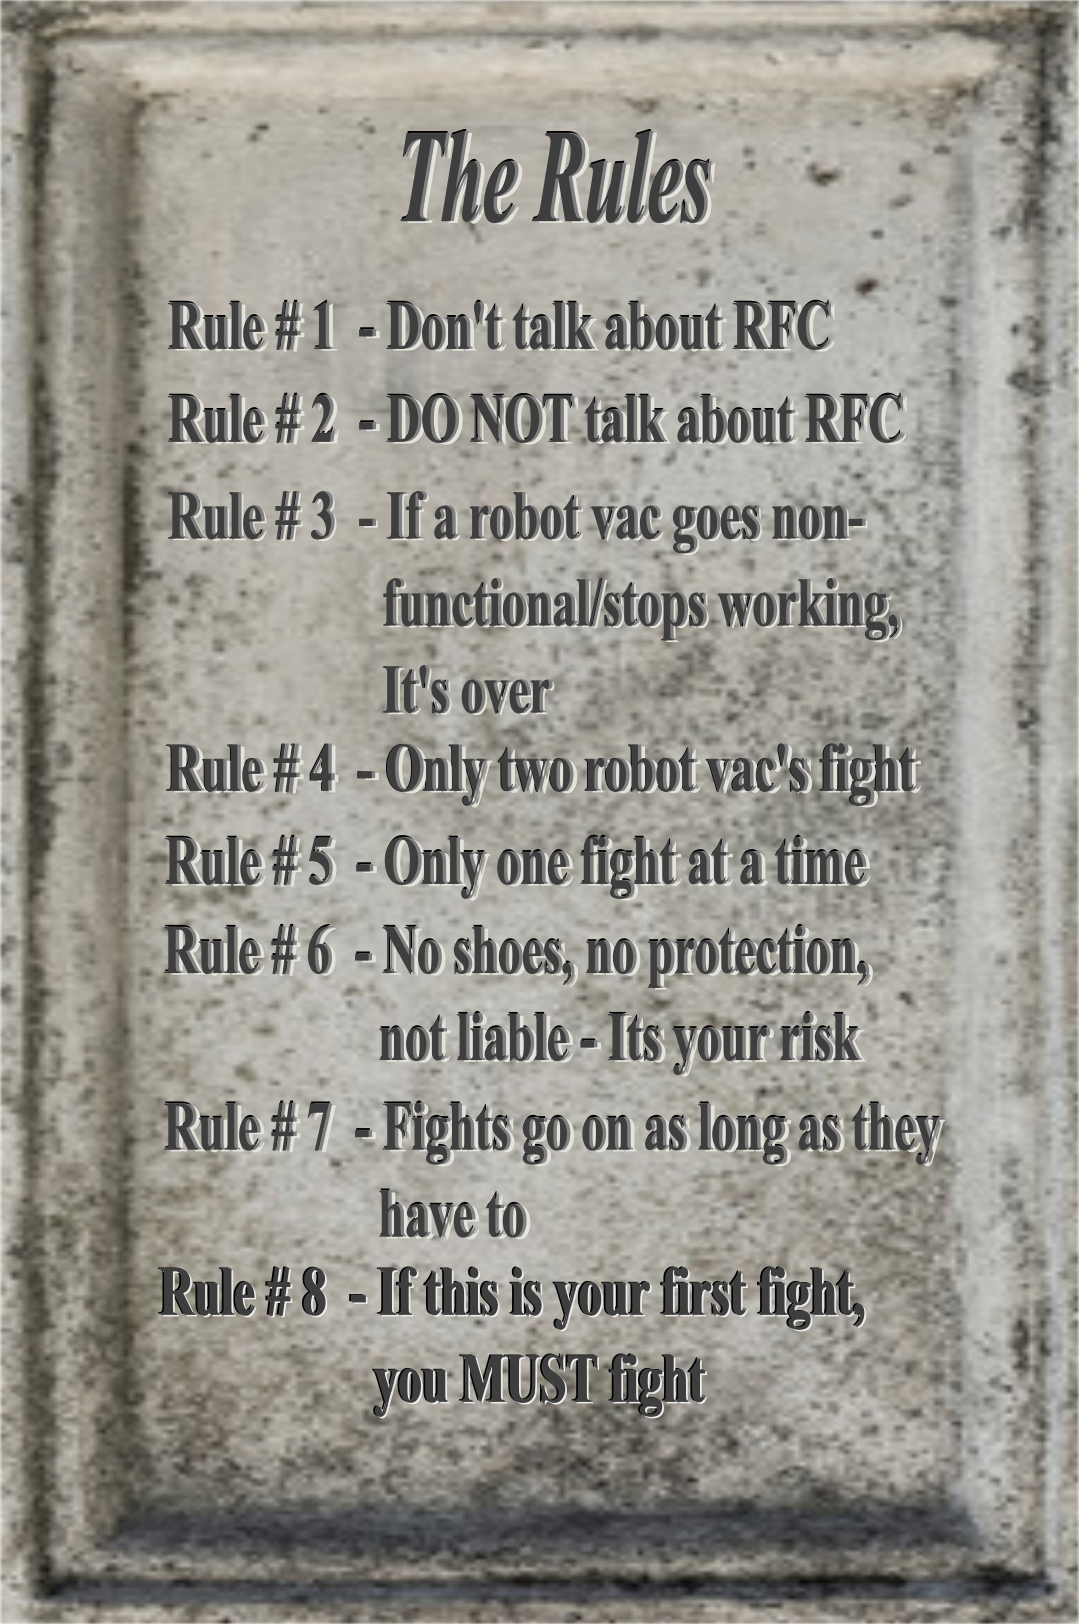 The Rules
Rule # 1 - Don't talk about RFC
Rule # 2 - DO NOT talk about RFC
Rule # 3 - If a robot vac goes non-
functional/stops working,
It's over
Rule # 4 - Only two robot vac's fight
Rule # 5 - Only one fight at a time
Rule # 6 - No shoes, no protection,
not liable - Its your risk
Rule # 7 - Fights go on as long as they
have to
Rule # 8 - If this is your first fight,
you MUST fight